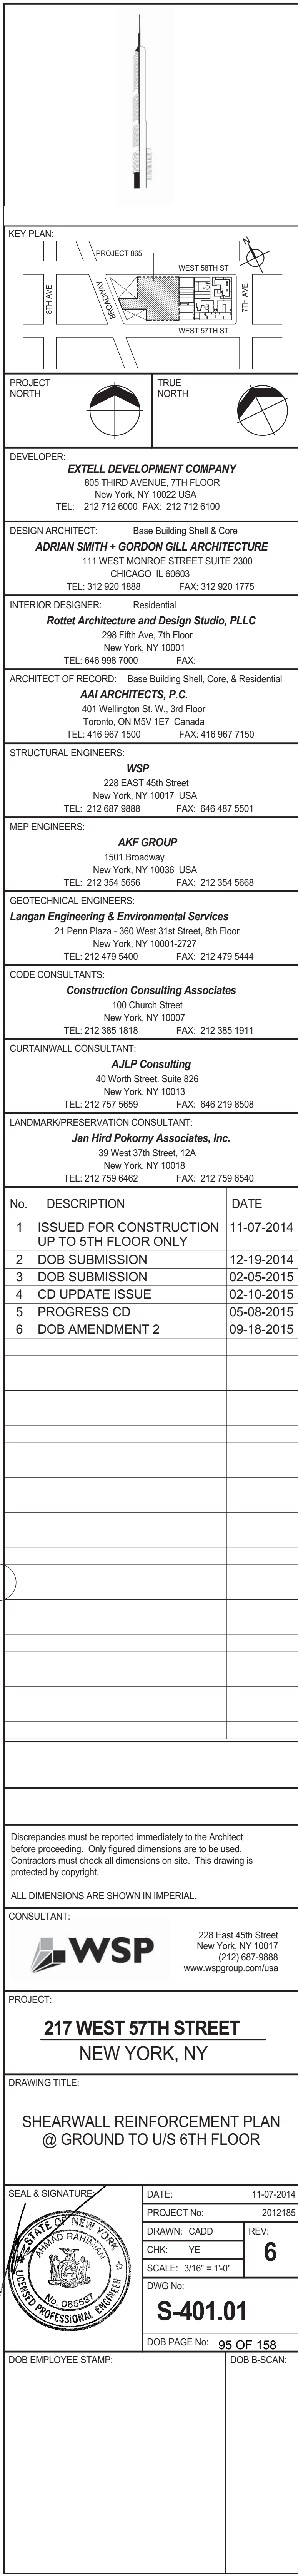 KEY PLAN:
PROJECT 865
N
WEST 58TH ST
8TH AVE
BROADWAY
7TH AVE
WEST 57TH ST
PROJECT
NORTH
TRUE
NORTH
DEVELOPER:
EXTELL DEVELOPMENT COMPANY
805 THIRD AVENUE, 7TH FLOOR
New York, NY 10022 USA
TEL: 212 712 6000 FAX: 212 712 6100
DESIGN ARCHITECT: Base Building Shell & Core
ADRIAN SMITH + GORDON GILL ARCHITECTURE
111 WEST MONROE STREET SUITE 2300
CHICAGO IL 60603
TEL: 312 920 1888 FAX: 312 920 1775
INTERIOR DESIGNER: Residential
Rottet Architecture and Design Studio, PLLC
298 Fifth Ave, 7th Floor
New York, NY 10001
TEL: 646 998 7000 FAX:
ARCHITECT OF RECORD: Base Building Shell, Core, & Residential
AAI ARCHITECTS, P.C.
401 Wellington St. W., 3rd Floor
Toronto, ON M5V 1E7 Canada
TEL: 416 967 1500 FAX: 416 967 7150
STRUCTURAL ENGINEERS:
WSP
228 EAST 45th Street
New York, NY 10017 USA
TEL: 212 687 9888 FAX: 646 487 5501
MEP ENGINEERS:
AKF GROUP
1501 Broadway
New York, NY 10036 USA
TEL: 212 354 5656 FAX: 212 354 5668
GEOTECHNICAL ENGINEERS:
Langan Engineering & Environmental Services
21 Penn Plaza - 360 West 31st Street, 8th Floor
New York, NY 10001-2727
TEL: 212 479 5400 FAX: 212 479 5444
CODE CONSULTANTS:
Construction Consulting Associates
100 Church Street
New York, NY 10007
TEL: 212 385 1818 FAX: 212 385 1911
CURTAINWALL CONSULTANT:
AJLP Consulting
40 Worth Street. Suite 826
New York, NY 10013
TEL: 212 757 5659 FAX: 646 219 8508
LANDMARK/PRESERVATION CONSULTANT:
Jan Hird Pokorny Associates, Inc.
39 West 37th Street, 12A
New York, NY 10018
TEL: 212 759 6462 FAX: 212 759 6540
No. DESCRIPTION DATE
1 ISSUED FOR CONSTRUCTION 11-07-2014
UP TO 5TH FLOOR ONLY
2 DOB SUBMISSION 12-19-2014
3 DOB SUBMISSION 02-05-2015
4 CD UPDATE ISSUE 02-10-2015
5 PROGRESS CD 05-08-2015
6 DOB AMENDMENT 2 09-18-2015
Discrepancies must be reported immediately to the Architect
before proceeding. Only figured dimensions are to be used.
Contractors must check all dimensions on site. This drawing is
protected by copyright.
ALL DIMENSIONS ARE SHOWN IN IMPERIAL.
CONSULTANT:
WSP
228 East 45th Street
New York, NY 10017
(212) 687-9888
www.wspgroup.com/usa
PROJECT:
217 WEST 57TH STREET
NEW YORK, NY
DRAWING TITLE:
SHEARWALL REINFORCEMENT PLAN
@ GROUND TO U/S 6TH FLOOR
SEAL & SIGNATURE
STATE OF NEW YORK
AHMAD RAHIMIAN
No. 085537
LICENSED PROFESSIONAL ENGINEER
DATE: 11-07-2014
PROJECT No: 2012185
DRAWN: CADD
REV:
6
CHK: YE
SCALE: 3/16" = 1'-0"
DWG No:
S-401.01
DOB PAGE No: 95 OF 158
DOB EMPLOYEE STAMP:
DOB B-SCAN: